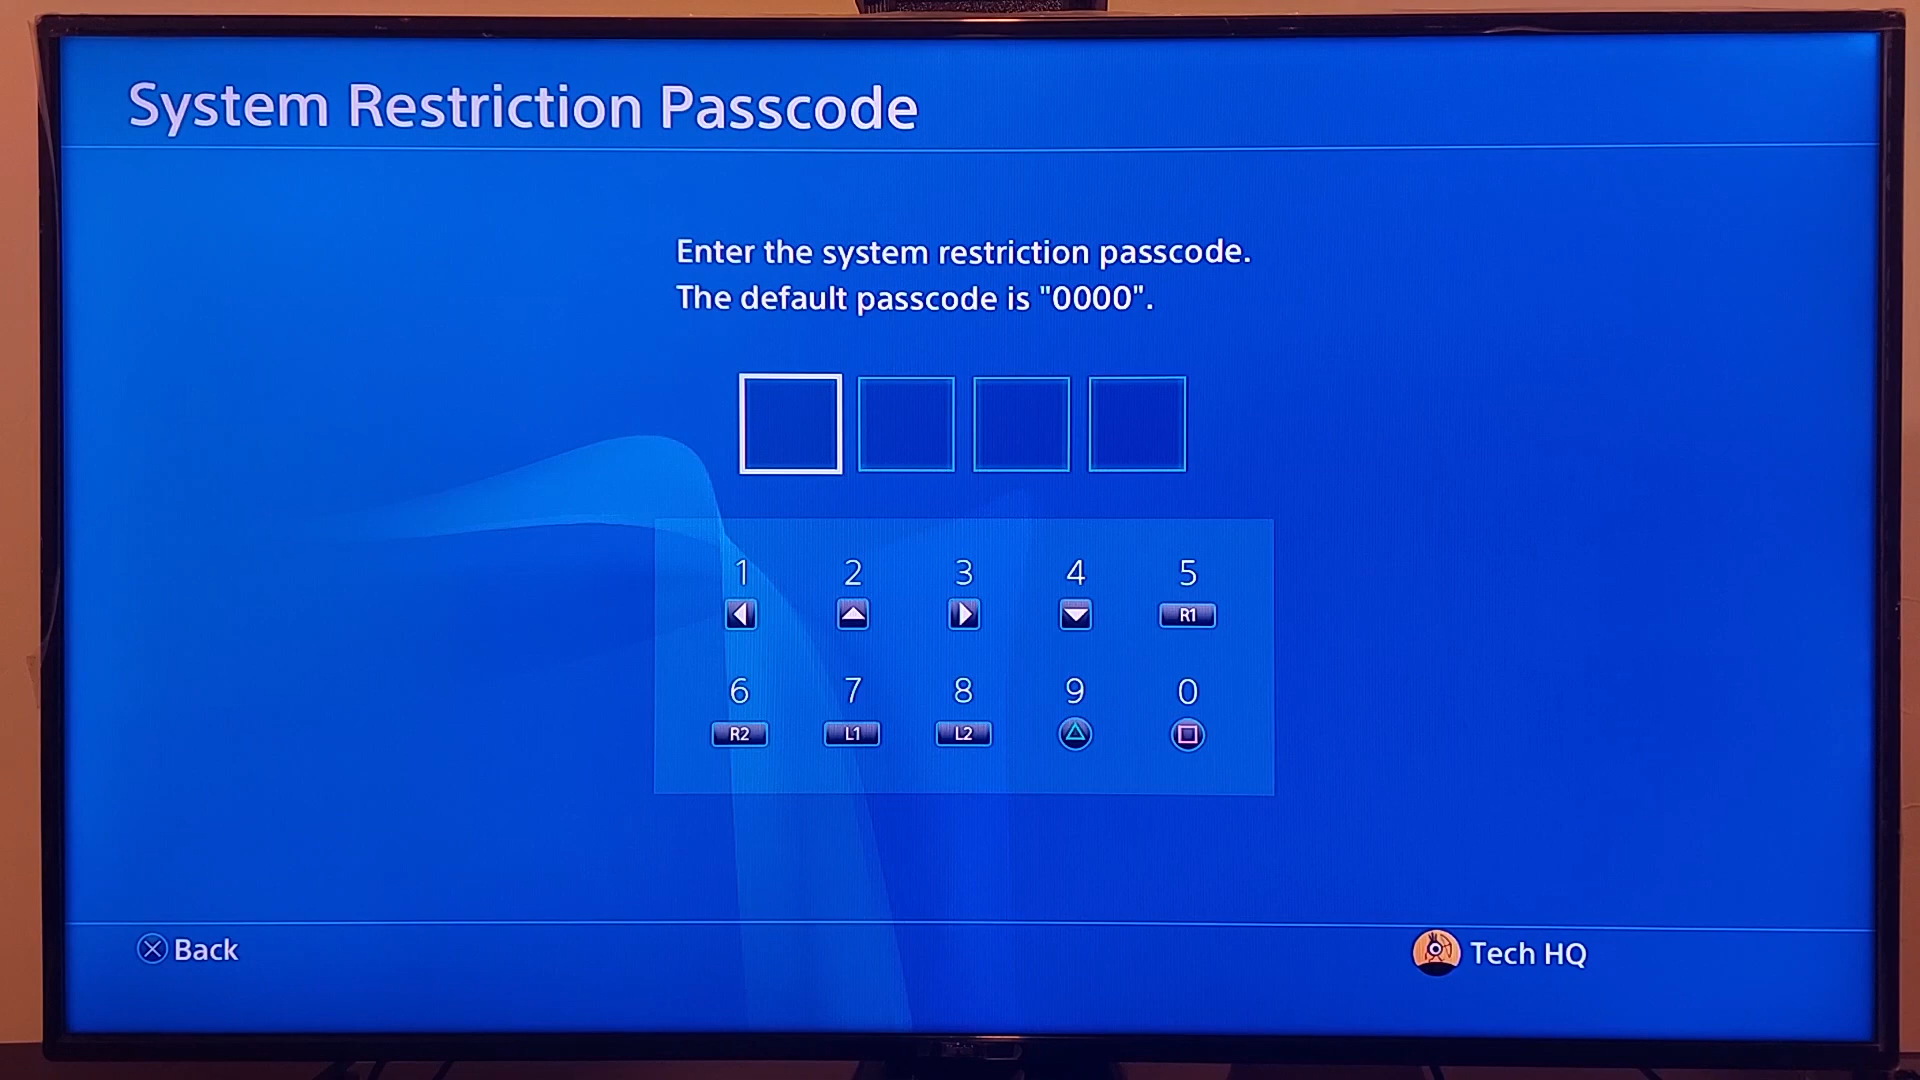 System Restriction Passcode
Enter the system restriction passcode.
The default passcode is "0000".
1 2 3 4 5
R1
6 7 8 9 0
R2 L1 L2
Back
Tech HQ